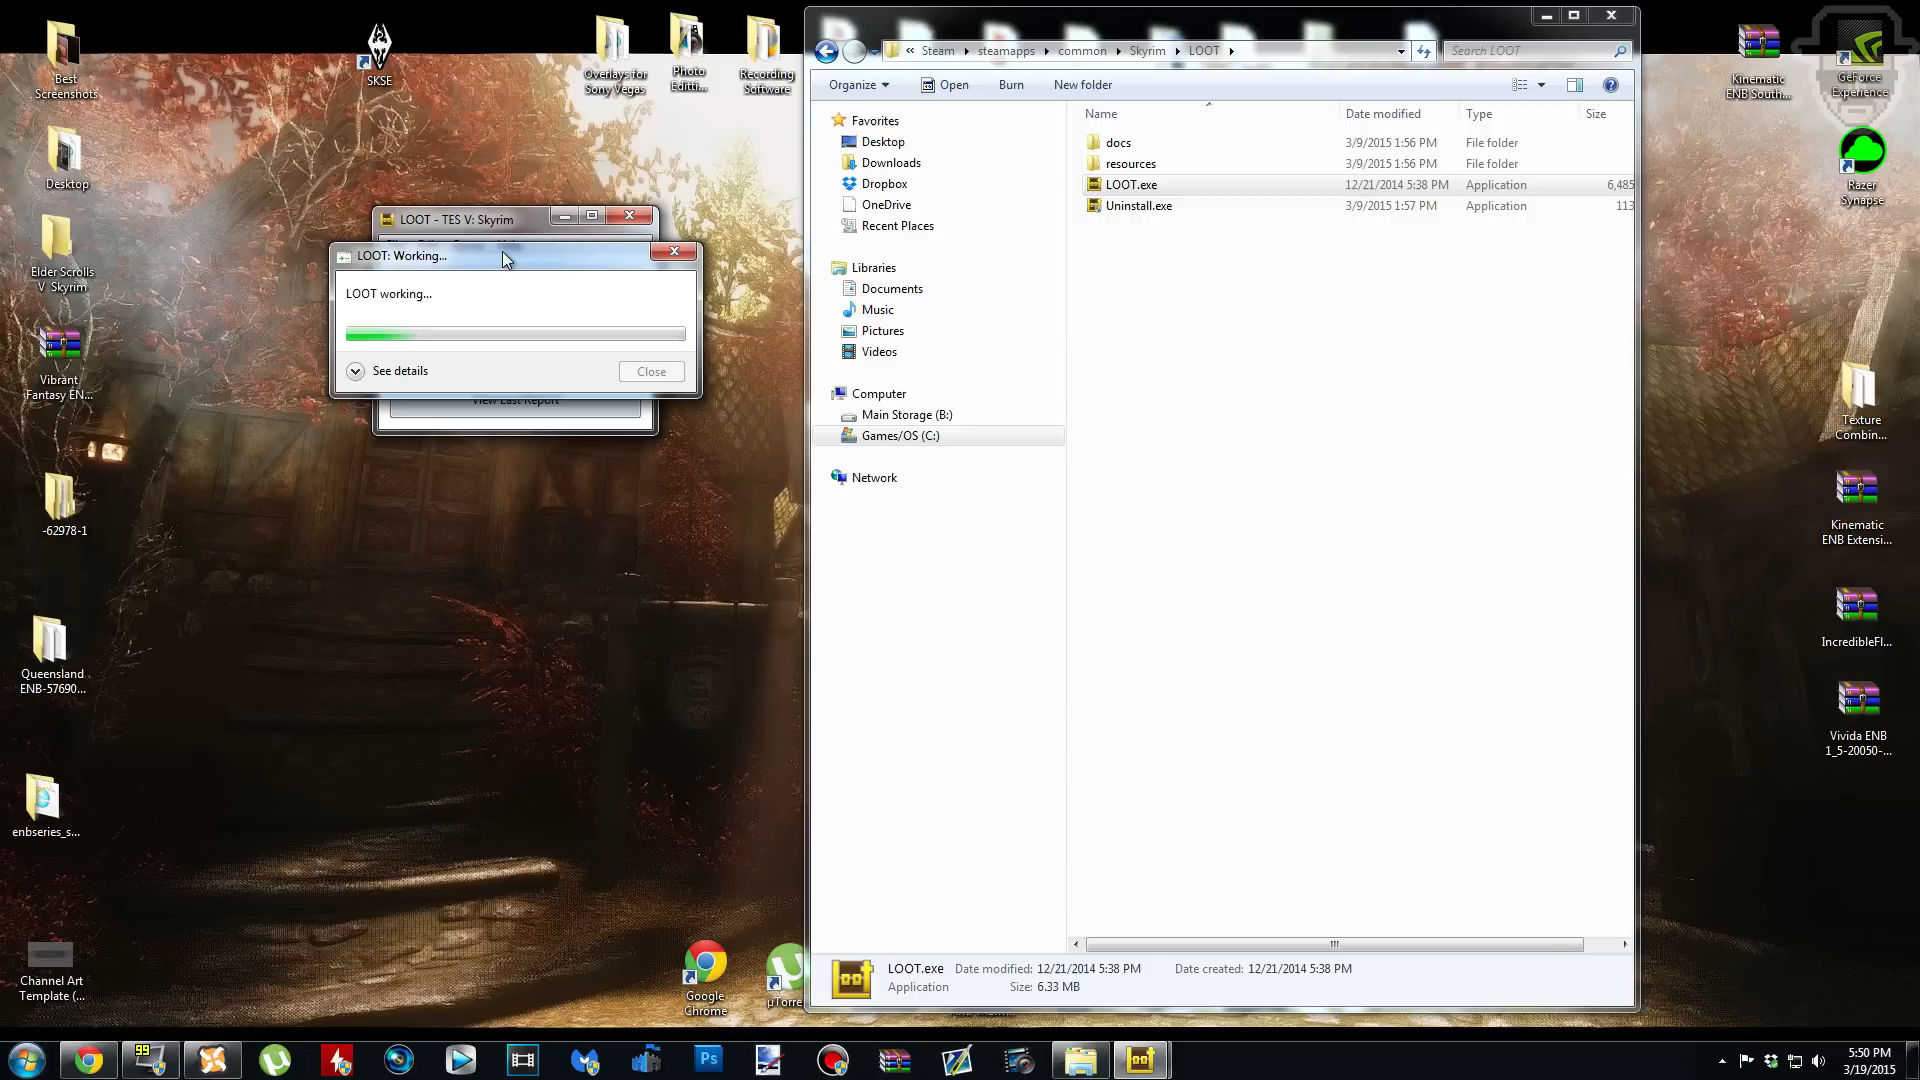 Best
Screenshots
SKSE
Overlays for
Sony Vegas
Photo
Editti...
Recording
Software
Desktop
Elder Scrolls
V Skyrim
Vibrant
Fantasy EN...
-62978-1
Queensland
ENB-57690...
enbseries_s...
Channel Art
Template (...
Google
Chrome
µTorre
LOOT - TES V: Skyrim
LOOT: Working...
LOOT working...
See details
Close
View Last Report
« Steam steamapps common Skyrim LOOT
Search LOOT
Organize
Open
Burn
New folder
Name
Date modified
Type
Size
docs 3/9/2015 1:56 PM File folder
resources 3/9/2015 1:56 PM File folder
LOOT.exe 12/21/2014 5:38 PM Application 6,485
Uninstall.exe 3/9/2015 1:57 PM Application 113
Favorites
Desktop
Downloads
Dropbox
OneDrive
Recent Places
Libraries
Documents
Music
Pictures
Videos
Computer
Main Storage (B:)
Games/OS (C:)
Network
loot
LOOT.exe Date modified: 12/21/2014 5:38 PM Date created: 12/21/2014 5:38 PM
Application Size: 6.33 MB
Kinematic
ENB South...
GeForce
Experience
Razer
Synapse
Texture
Combin...
Kinematic
ENB Extensi...
IncredibleFl...
Vivida ENB
1_5-20050-...
99
Ps
loot
5:50 PM
3/19/2015